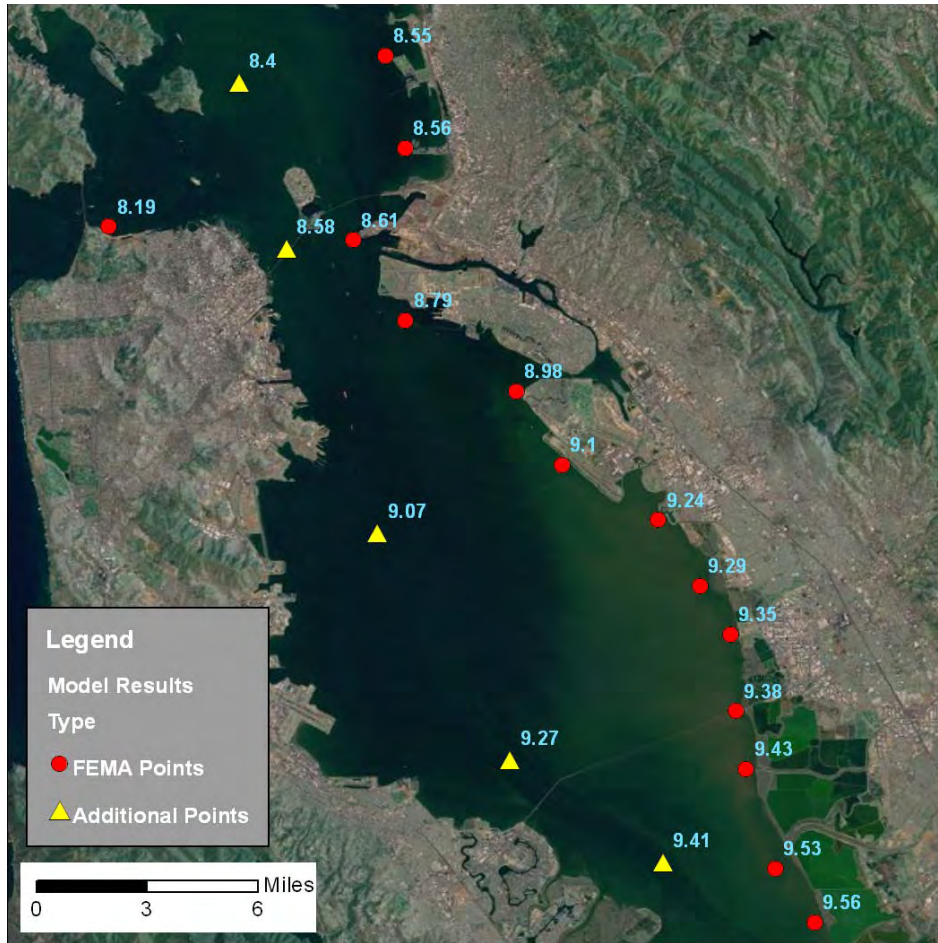 8.55
8.4
8.56
8.19
8.58
8.61
8.79
8.98
9.1
9.24
9.07
9.29
9.35
Legend
Model Results
Type
FEMA Points
Additional Points
9.38
9.27
9.43
9.41
9.53
9.56
Miles
0 3 6